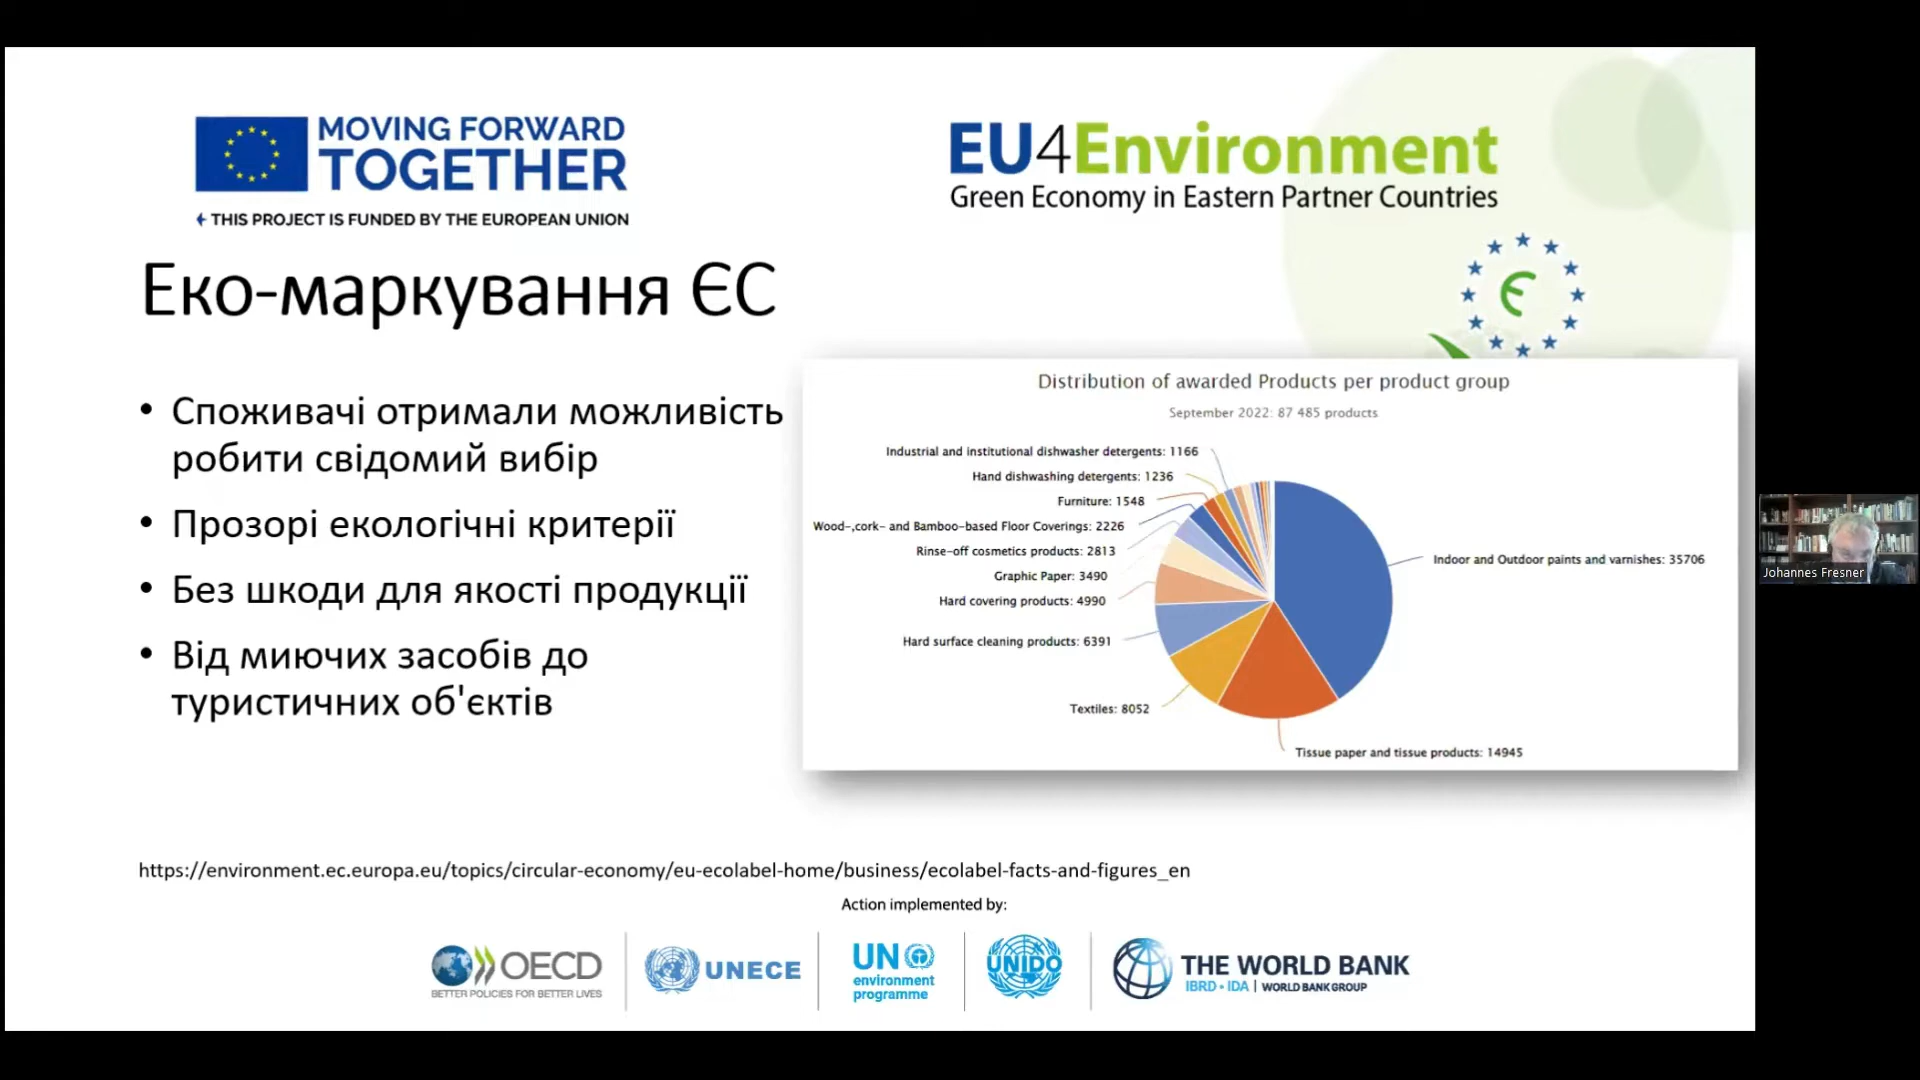 MOVING FORWARD
TOGETHER
THIS PROJECT IS FUNDED BY THE EUROPEAN UNION
EU4Environment
Green Economy in Eastern Partner Countries
Еко-маркування ЄС
• Споживачі отримали можливість
робити свідомий вибір
• Прозорі екологічні критерії
• Без шкоди для якості продукції
• Від миючих засобів до
туристичних об'єктів
Distribution of awarded Products per product group
September 2022: 87 485 products
Industrial and institutional dishwasher detergents: 1166
Hand dishwashing detergents: 1236
Furniture: 1548
Wood-,cork- and Bamboo-based Floor Coverings: 2226
Rinse-off cosmetics products: 2813
Graphic Paper: 3490
Hard covering products: 4990
Hard surface cleaning products: 6391
Textiles: 8052
Indoor and Outdoor paints and varnishes: 35706
Tissue paper and tissue products: 14945
Johannes Fresner
https://environment.ec.europa.eu/topics/circular-economy/eu-ecolabel-home/business/ecolabel-facts-and-figures_en
Action implemented by:
OECD
BETTER POLICIES FOR BETTER LIVES
UNECE
UN
environment
programme
UNIDO
THE WORLD BANK
IBRD • IDA | WORLD BANK GROUP